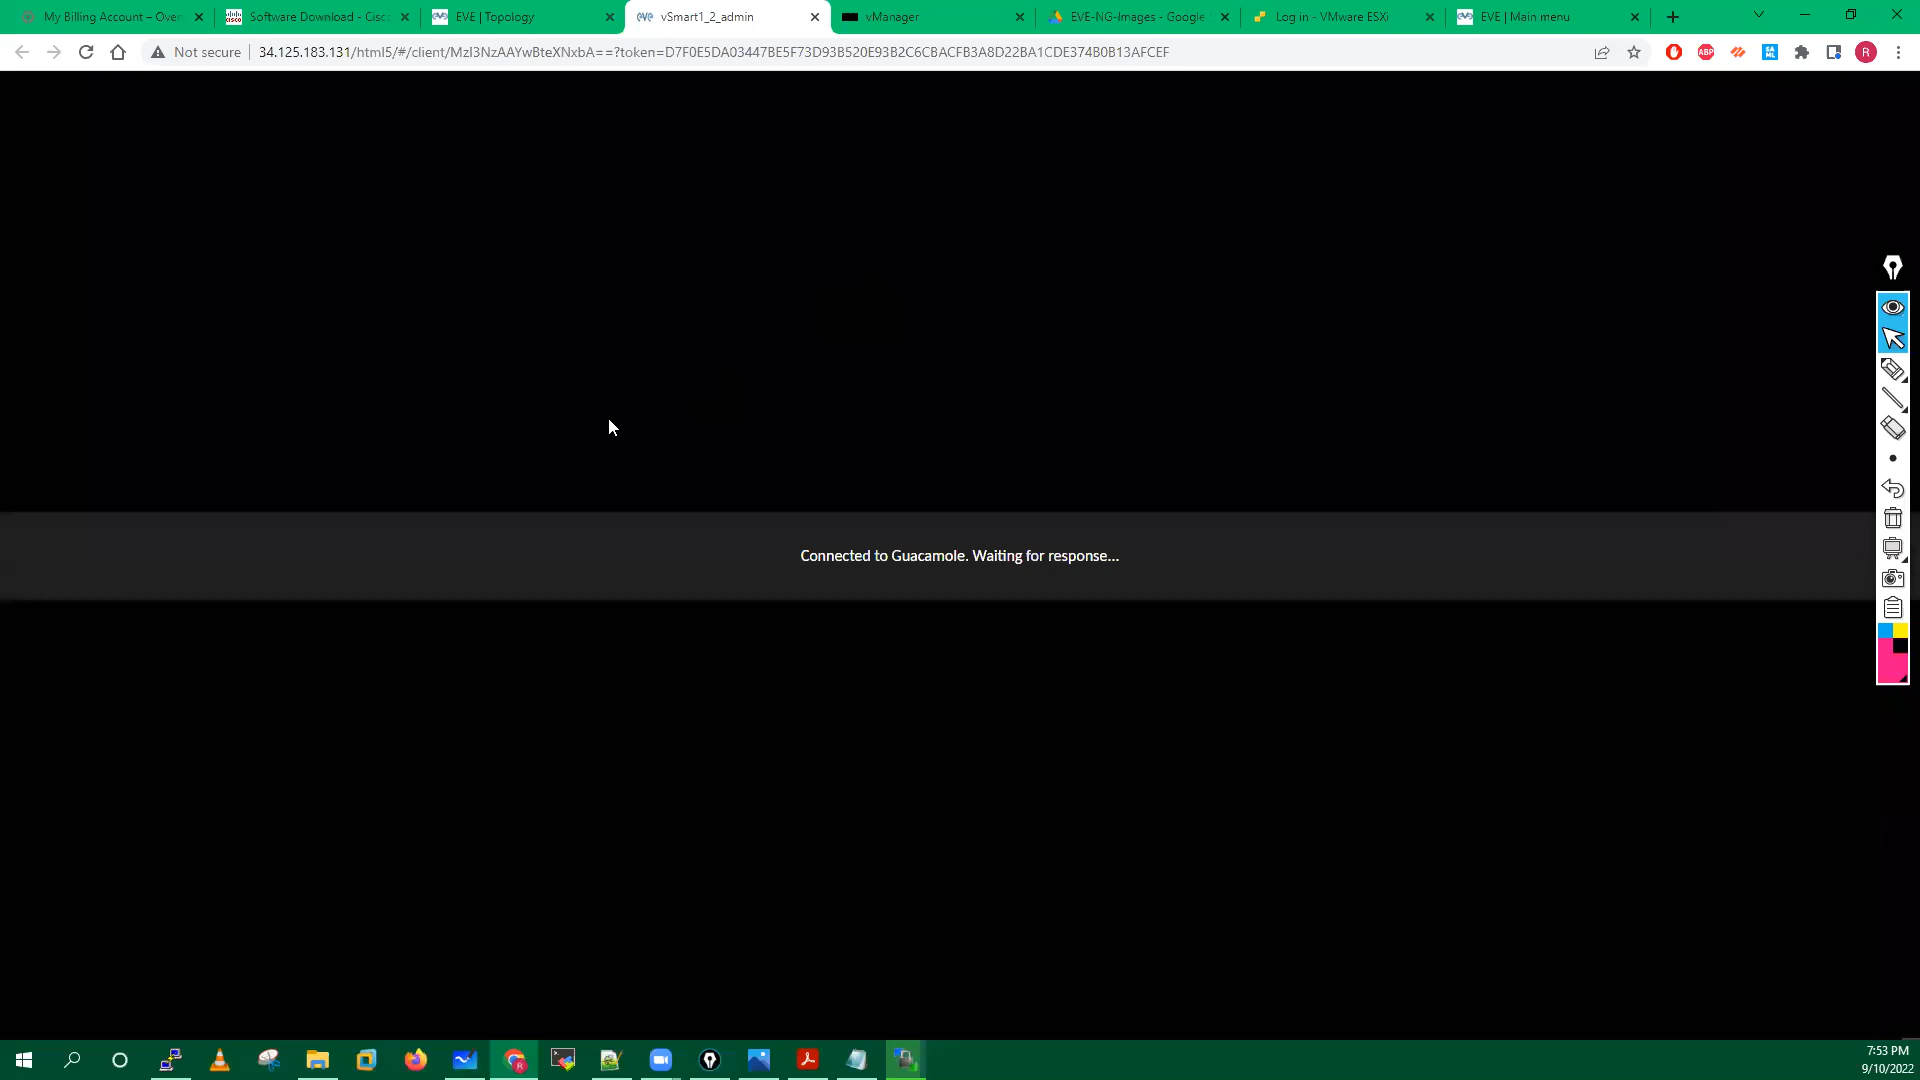 My Billing Account – Over
Software Download - Cisc
EVE | Topology
vSmart1_2_admin
vManager
EVE-NG-Images - Google
Log in - VMware ESXi
EVE | Main menu
Not secure
34.125.183.131/html5/#/client/MzI3NzAAYwBteXNxbA==?token=D7F0E5DA03447BE5F73D93B520E93B2C6CBACFB3A8D22BA1CDE374B0B13AFCEF
ABP
R
Connected to Guacamole. Waiting for response...
7:53 PM
9/10/2022